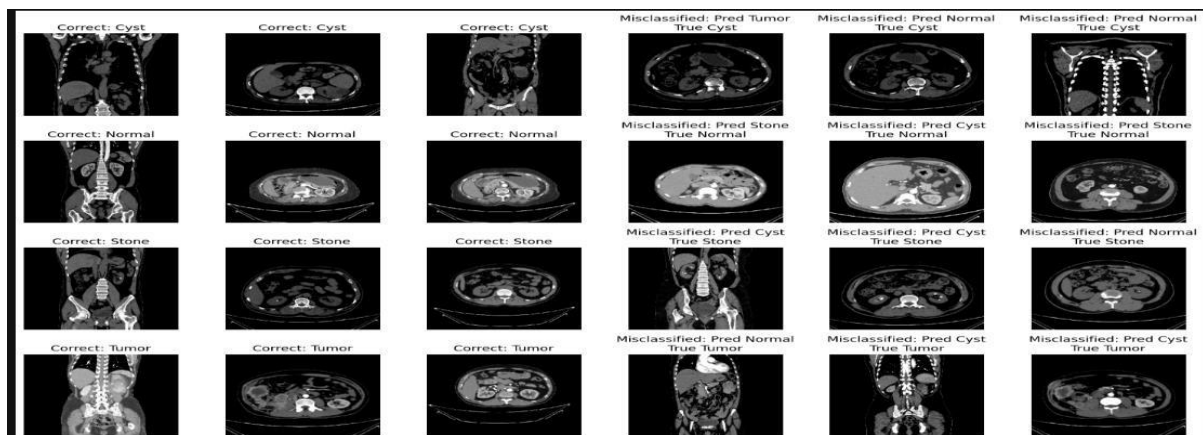 Correct: Cyst
Correct: Cyst
Correct: Cyst
Misclassified: Pred Tumor
True Cyst
Misclassified: Pred Normal
True Cyst
Misclassified: Pred Normal
True Cyst
Correct: Normal
Correct: Normal
Correct: Normal
Misclassified: Pred Stone
True Normal
Misclassified: Pred Cyst
True Normal
Misclassified: Pred Stone
True Normal
Correct: Stone
Correct: Stone
Correct: Stone
Misclassified: Pred Cyst
True Stone
Misclassified: Pred Cyst
True Stone
Misclassified: Pred Normal
True Stone
Correct: Tumor
Correct: Tumor
Correct: Tumor
Misclassified: Pred Normal
True Tumor
Misclassified: Pred Cyst
True Tumor
Misclassified: Pred Cyst
True Tumor